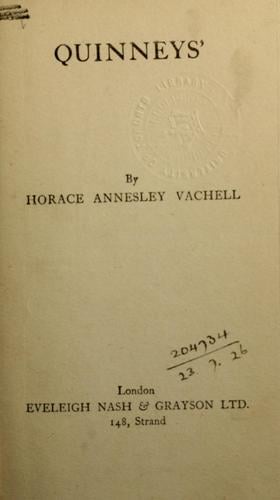 QUINNEYS'
By
HORACE ANNESLEY VACHELL
204734
23. 7. 26
London
EVELEIGH NASH & GRAYSON LTD.
148, Strand